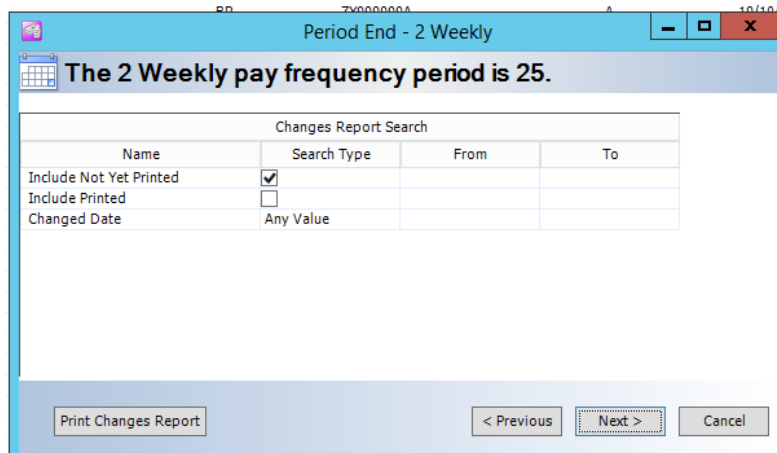 Period End - 2 Weekly
The 2 Weekly pay frequency period is 25.
Changes Report Search
Name Search Type From To
Include Not Yet Printed
Include Printed
Changed Date Any Value
Print Changes Report < Previous Next > Cancel